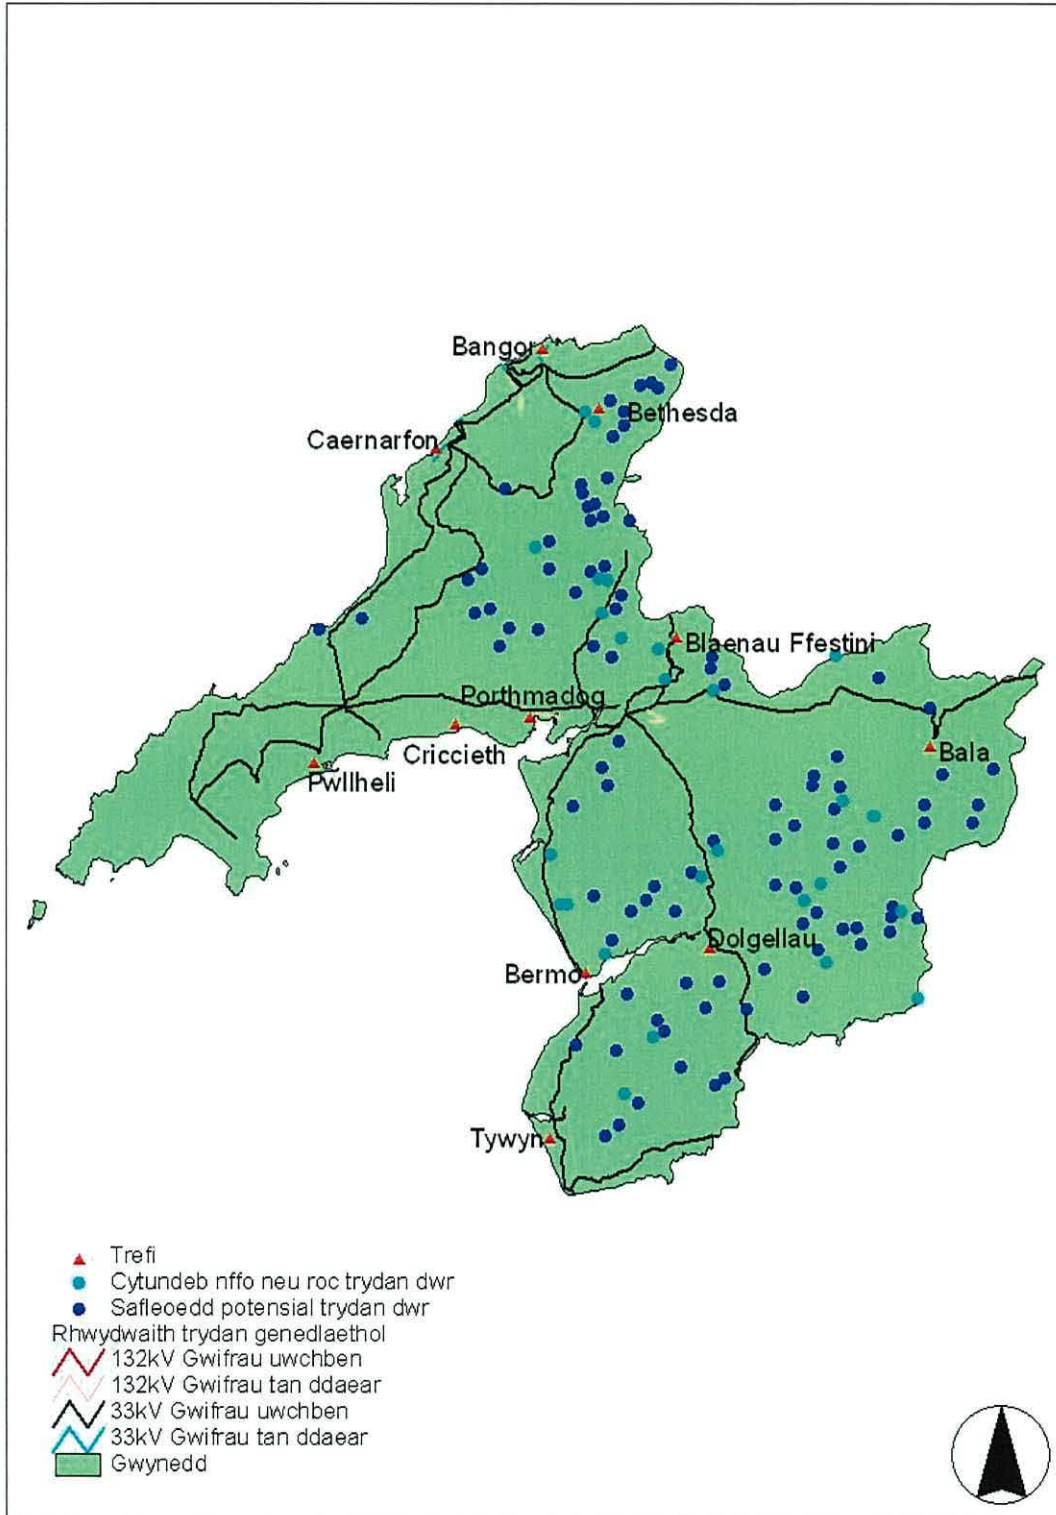 Bangor
Bethesda
Caernarfon
Blaenau Ffestini
Porthmadog
Criccieth
Bala
Pwllheli
Dolgellau
Bermo
Tywyn
Trefi
Cytundeb nffo neu roc trydan dwr
Safleoedd potensial trydan dwr
Rhwydwaith trydan genedlaethol
132kV Gwifrau uwchben
132kV Gwifrau tan ddaear
33kV Gwifrau uwchben
33kV Gwifrau tan ddaear
Gwynedd